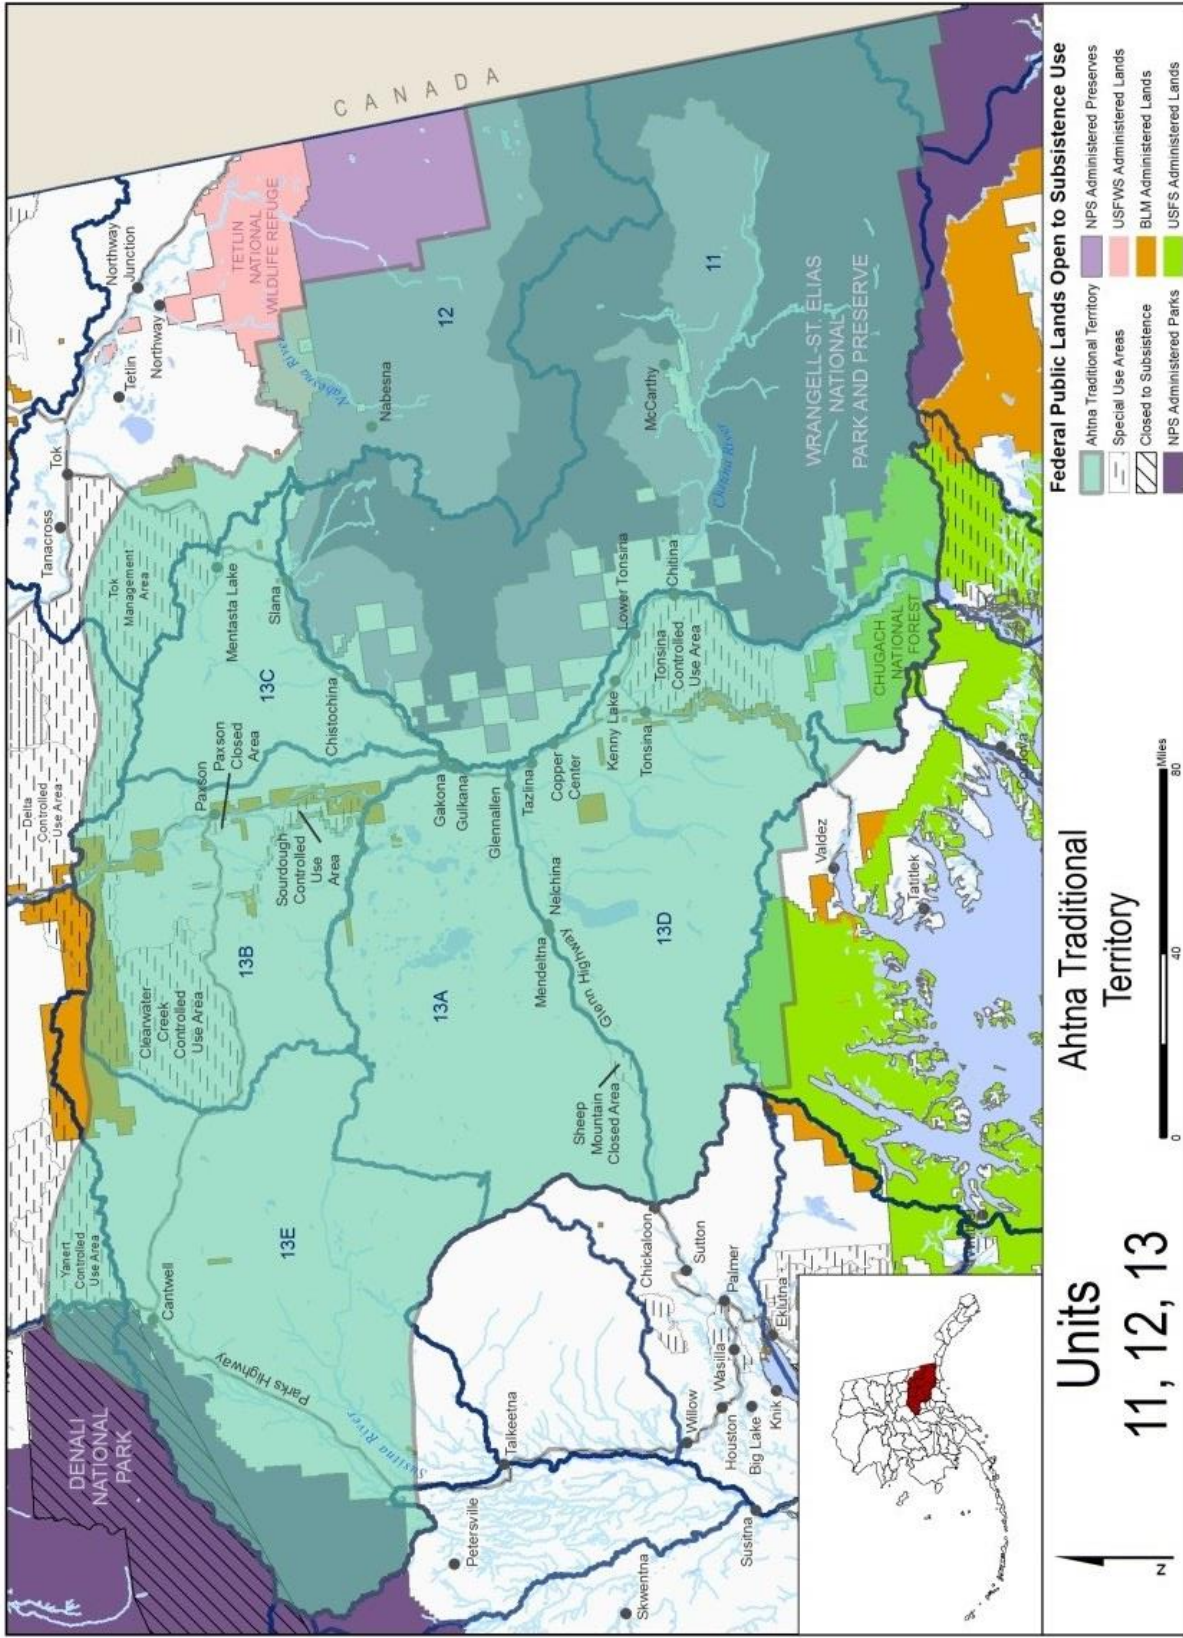 CANADA
DENALI
NATIONAL
PARK
Yanert
Controlled
Use Area
Cantwell
Parks Highway
Susitna River
Petersville
Talkeetna
Skwentna
Susitna
Willow
Houston
Big Lake
Wasilla
Knik
Palmer
Eklutna
Sutton
Chickaloon
13E
Clearwater
Creek
Controlled
Use Area
13B
13A
Delta
Controlled
Use Area
Paxson
Paxson
Closed
Area
Sourdough
Controlled
Use
Area
13C
Chistochina
Slana
Mentasta Lake
Tok
Management
Area
Tanacross
Tok
Tetlin
Northway
Northway
Junction
TETLIN
NATIONAL
WILDLIFE REFUGE
Nabesna River
Nabesna
12
11
McCarthy
Chitina River
WRANGELL-ST. ELIAS
NATIONAL
PARK AND PRESERVE
Gakona
Gulkana
Glennallen
Tazlina
Copper
Center
Kenny Lake
Tonsina
Lower Tonsina
Tonsina
Controlled
Use Area
Chitina
Nelchina
Mendeltna
Glenn Highway
13D
Sheep
Mountain
Closed Area
CHUGACH
NATIONAL
FOREST
Valdez
Tatitlek
Cordova
Units
11, 12, 13
Ahtna Traditional
Territory
N
0 40 80 Miles
Federal Public Lands Open to Subsistence Use
Ahtna Traditional Territory
Special Use Areas
Closed to Subsistence
NPS Administered Parks
NPS Administered Preserves
USFWS Administered Lands
BLM Administered Lands
USFS Administered Lands